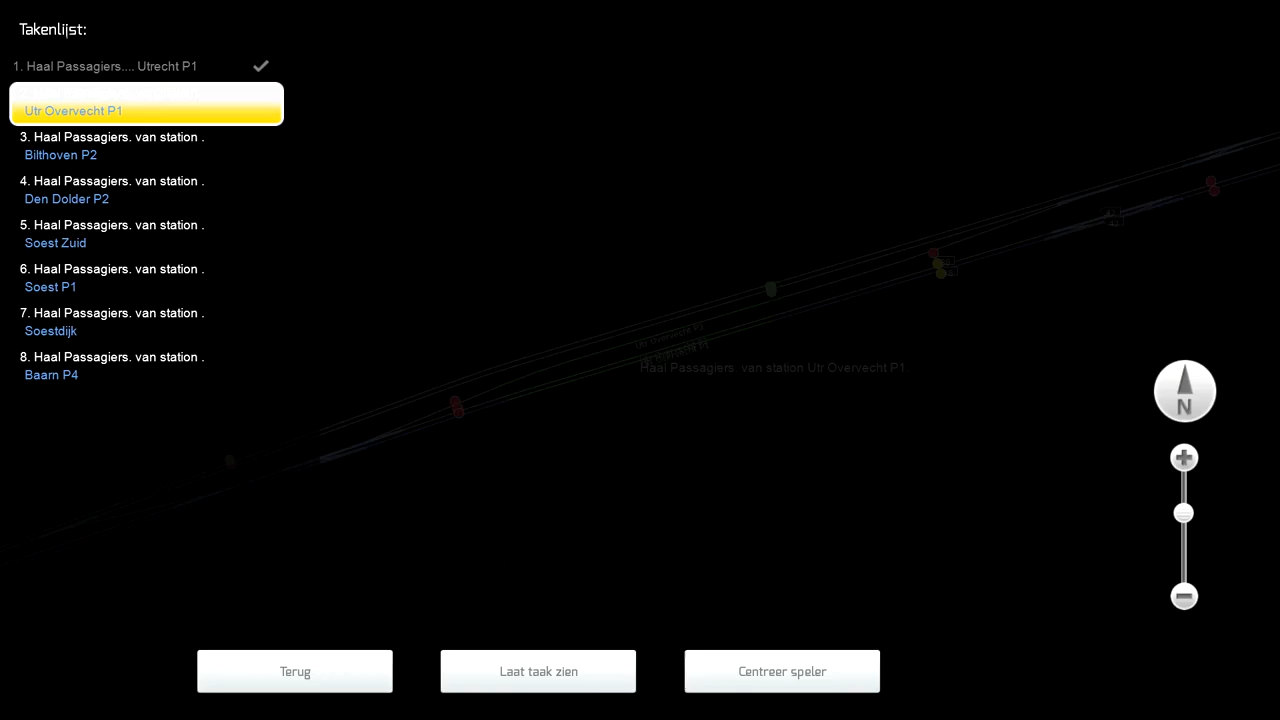 Takenlijst:
1. Haal Passagiers.... Utrecht P1
Utr Overvecht P1
3. Haal Passagiers. van station .
Bilthoven P2
4. Haal Passagiers. van station .
Den Dolder P2
5. Haal Passagiers. van station .
Soest Zuid
6. Haal Passagiers. van station .
Soest P1
7. Haal Passagiers. van station .
Soestdijk
8. Haal Passagiers. van station .
Baarn P4
Haal Passagiers. van station Utr Overvecht P1.
N
Terug
Laat taak zien
Centreer speler